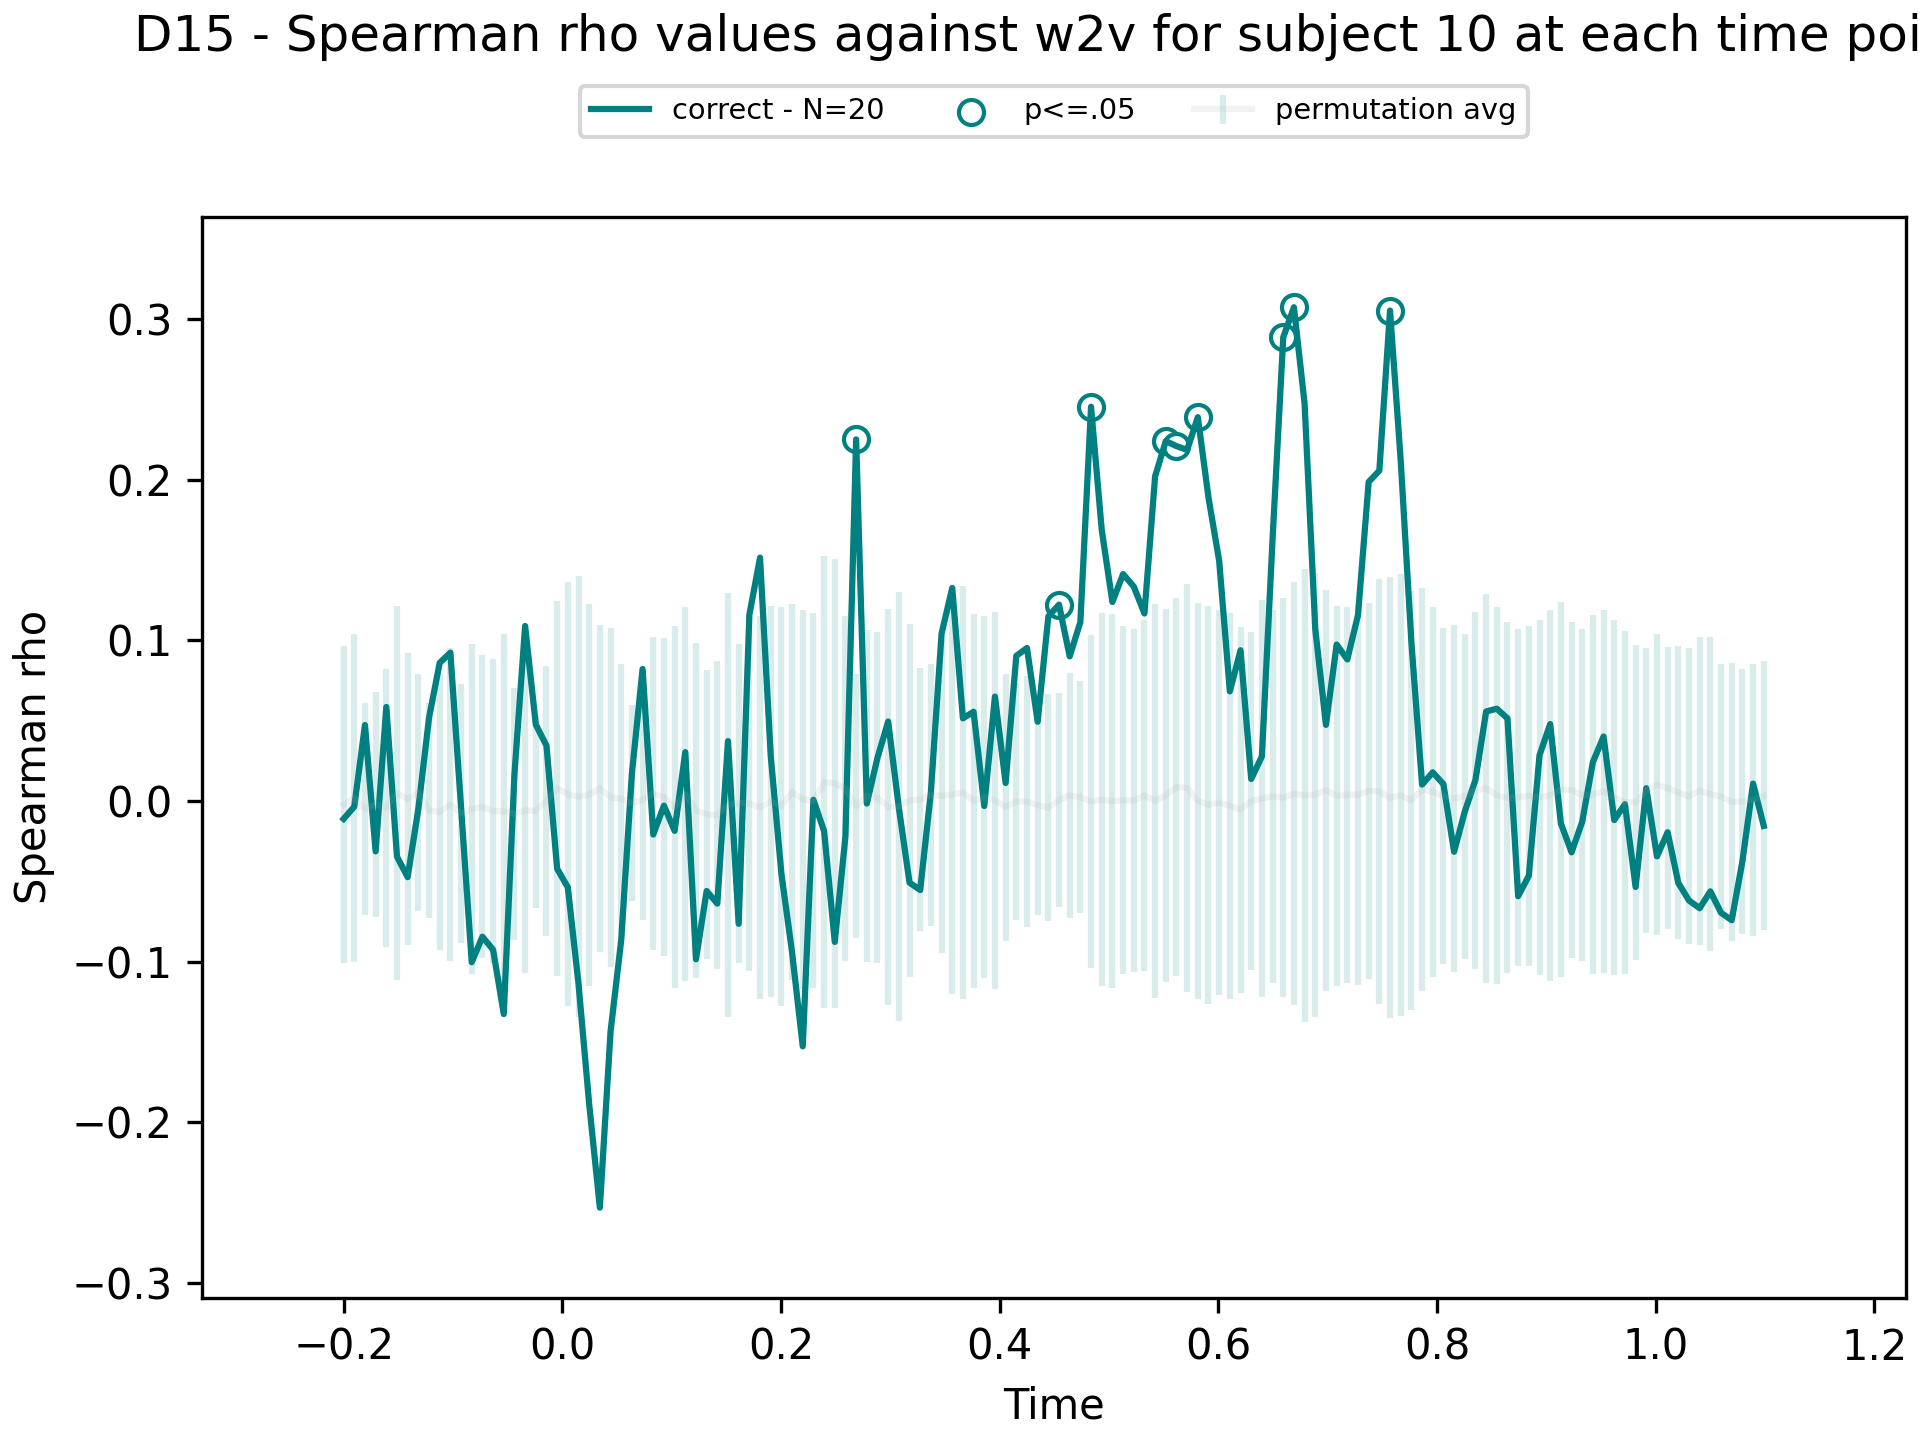 D15 - Spearman rho values against w2v for subject 10 at each time poi
correct - N=20
p<=.05
permutation avg
Spearman rho
0.3
0.2
0.1
0.0
−0.1
−0.2
−0.3
−0.2
0.0
0.2
0.4
0.6
0.8
1.0
1.2
Time